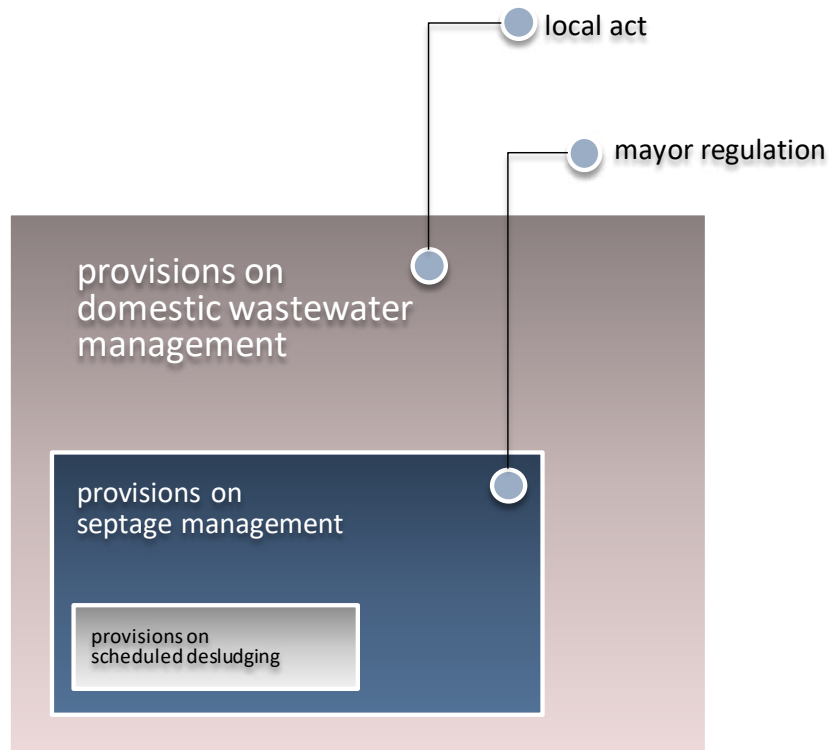 local act
mayor regulation
provisions on
domestic wastewater
management
provisions on
septage management
provisions on
scheduled desludging